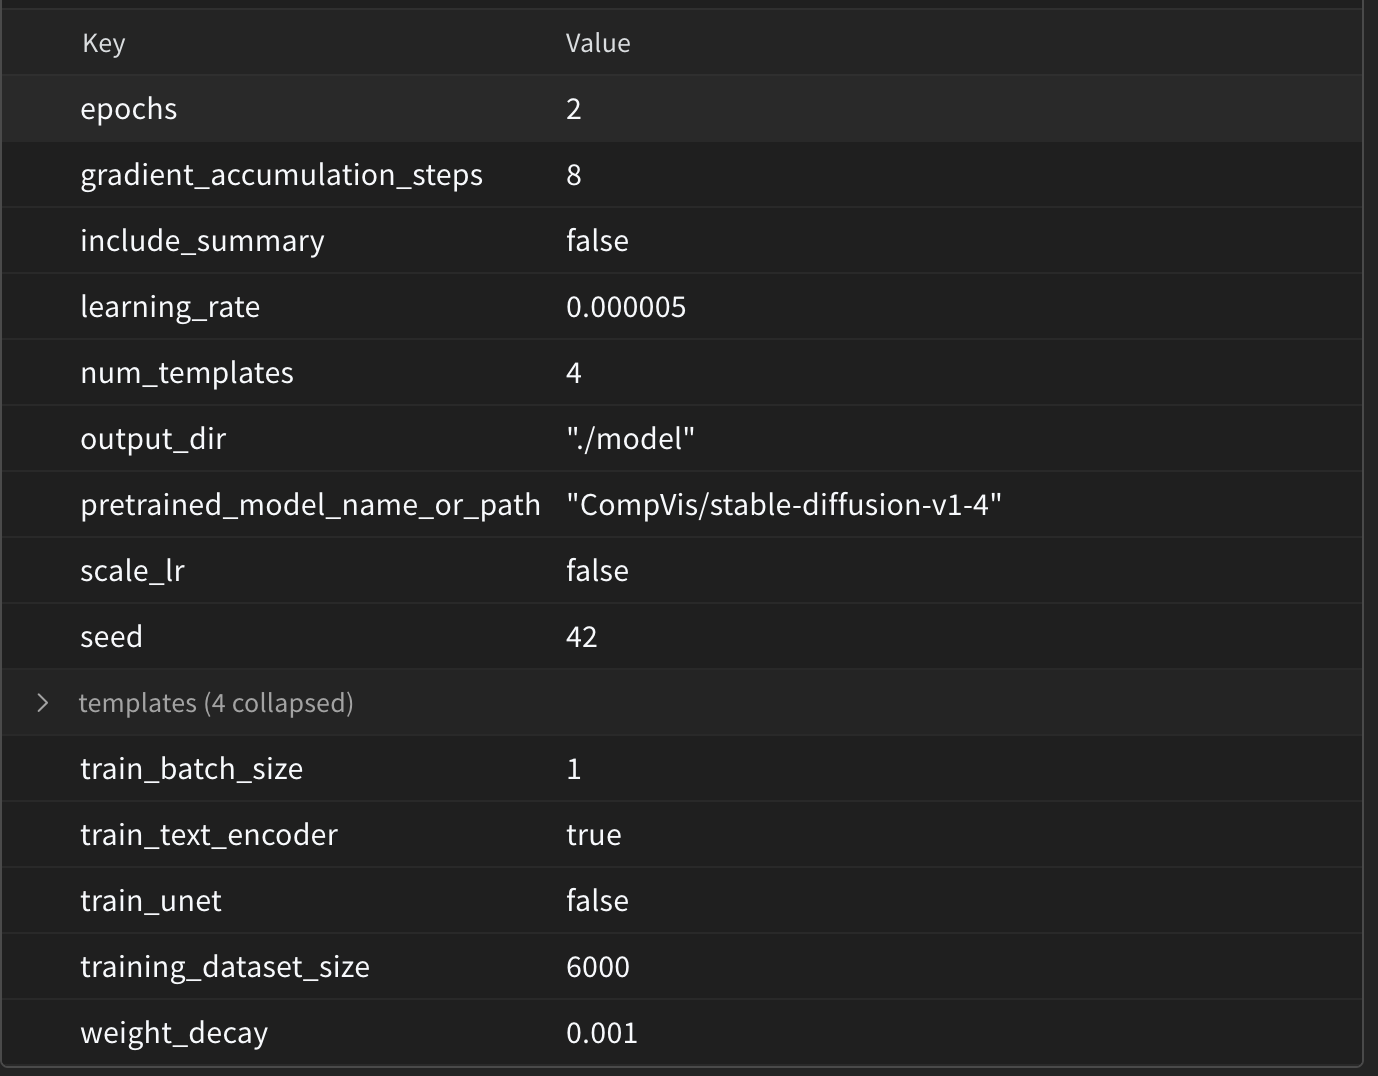 Key Value
epochs 2
gradient_accumulation_steps 8
include_summary false
learning_rate 0.000005
num_templates 4
output_dir "./model"
pretrained_model_name_or_path "CompVis/stable-diffusion-v1-4"
scale_lr false
seed 42
templates (4 collapsed)
train_batch_size 1
train_text_encoder true
train_unet false
training_dataset_size 6000
weight_decay 0.001